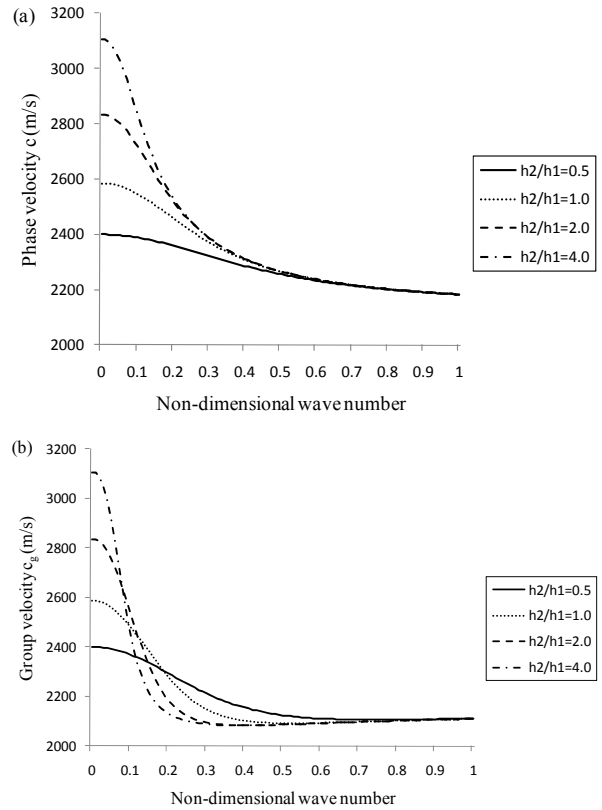 (a)
3200
3000
2800
2600
2400
2200
2000
Phase velocity c (m/s)
0 0.1 0.2 0.3 0.4 0.5 0.6 0.7 0.8 0.9 1
Non-dimensional wave number
h2/h1=0.5
h2/h1=1.0
h2/h1=2.0
h2/h1=4.0
(b)
3200
3000
2800
2600
2400
2200
2000
Group velocity cg (m/s)
0 0.1 0.2 0.3 0.4 0.5 0.6 0.7 0.8 0.9 1
Non-dimensional wave number
h2/h1=0.5
h2/h1=1.0
h2/h1=2.0
h2/h1=4.0